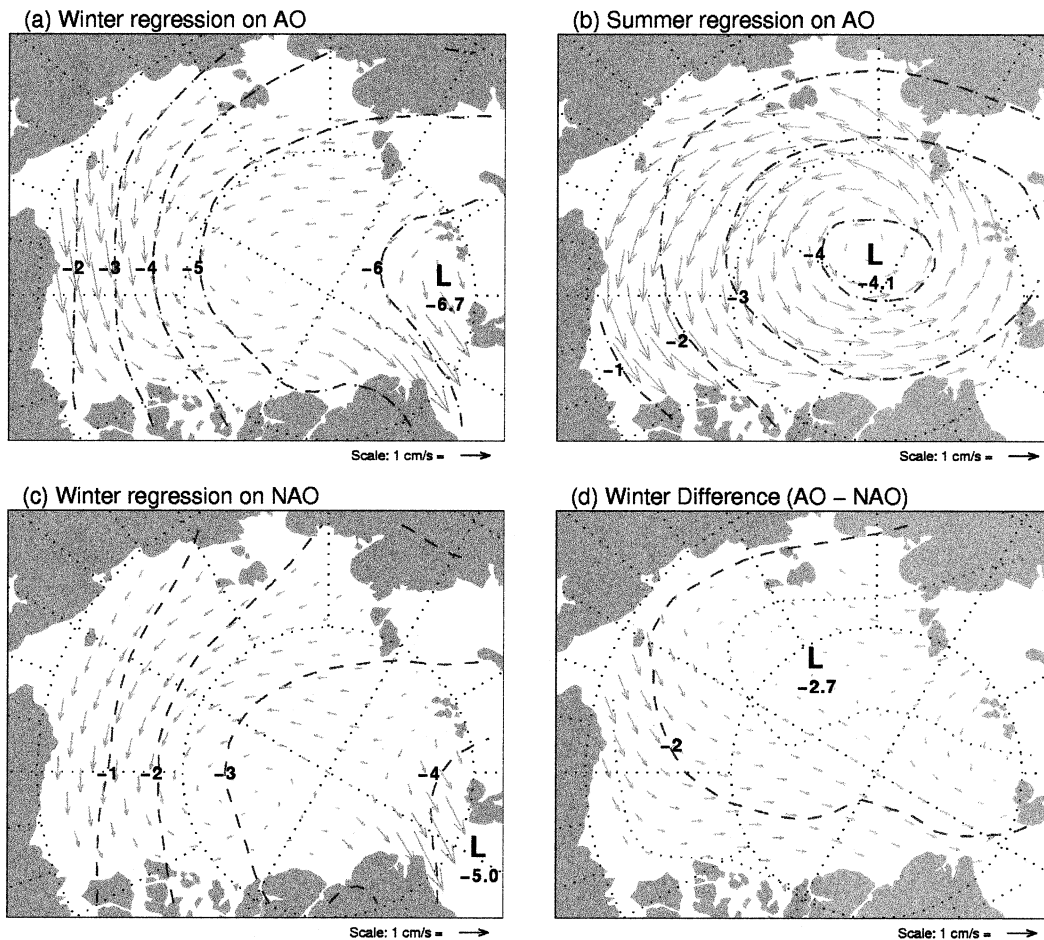 (a) Winter regression on AO
-2 -3 -4 -5 -6
L
-6.7
Scale: 1 cm/s =
(b) Summer regression on AO
-4
L
-4.1
-3
-2
-1
Scale: 1 cm/s =
(c) Winter regression on NAO
-1 -2 -3 -4
L
-5.0
Scale: 1 cm/s =
(d) Winter Difference (AO – NAO)
L
-2.7
-2
Scale: 1 cm/s =